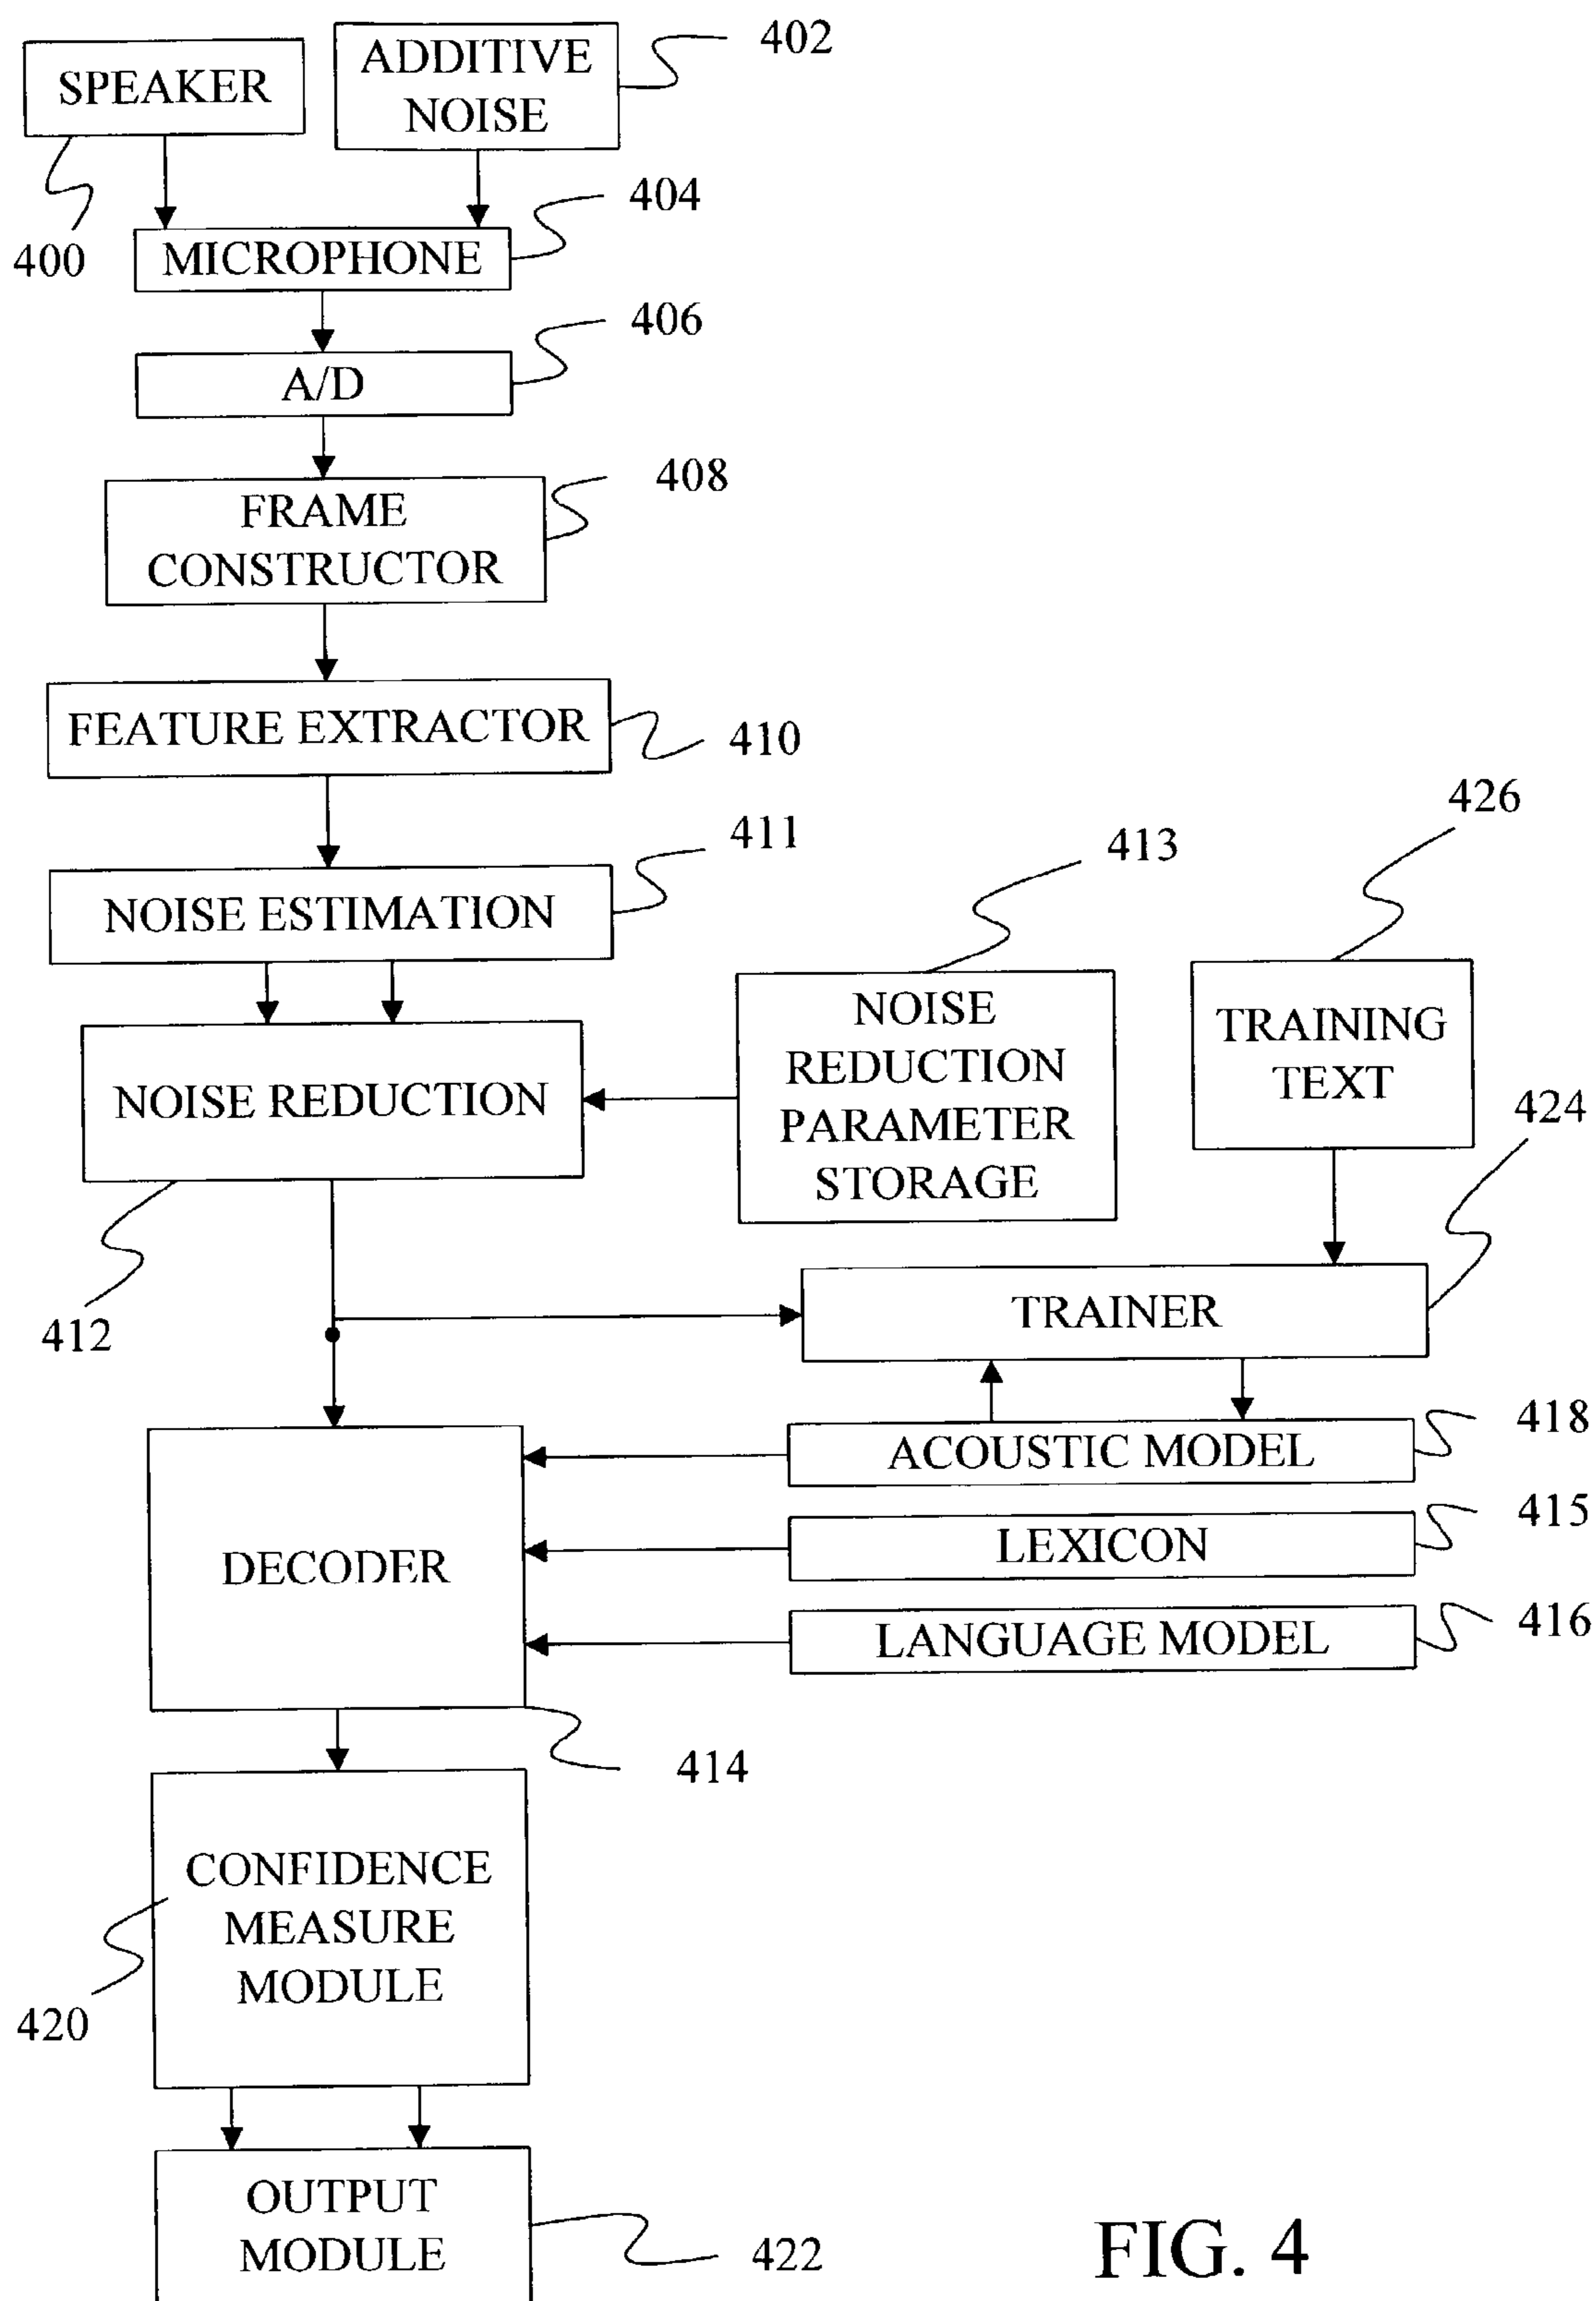 SPEAKER
ADDITIVE
NOISE
402
400
MICROPHONE
404
A/D
406
FRAME
CONSTRUCTOR
408
FEATURE EXTRACTOR
410
NOISE ESTIMATION
411
NOISE REDUCTION
412
NOISE
REDUCTION
PARAMETER
STORAGE
413
TRAINING
TEXT
426
TRAINER
424
ACOUSTIC MODEL
418
LEXICON
415
LANGUAGE MODEL
416
DECODER
414
CONFIDENCE
MEASURE
MODULE
420
OUTPUT
MODULE
422
FIG. 4